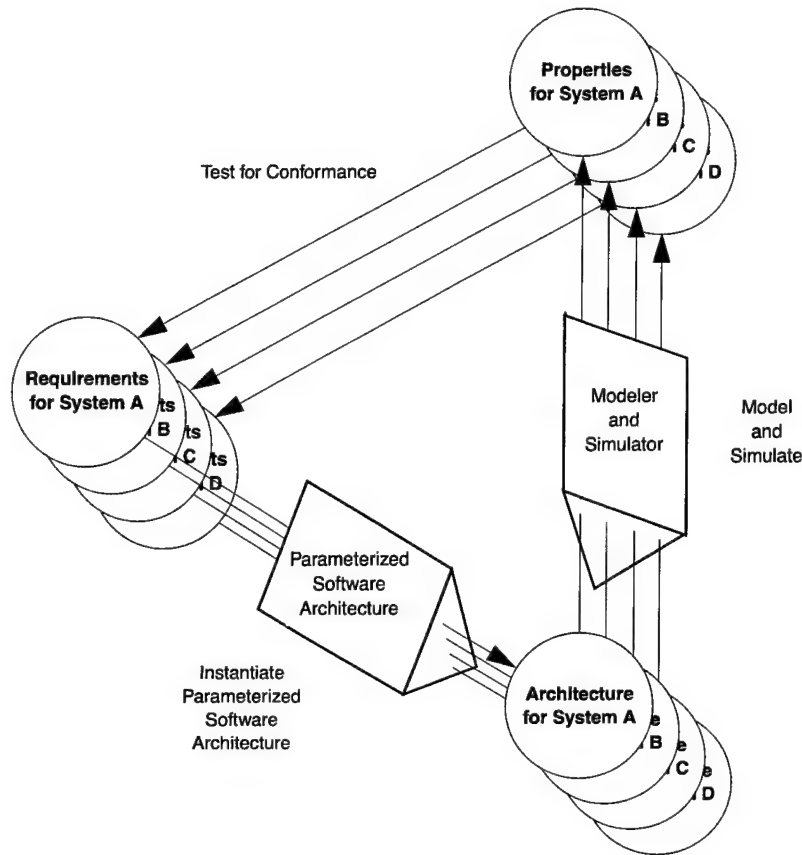 Properties
for System A
B
C
D
Test for Conformance
Requirements
for System A
ts
B
ts
C
ts
D
Modeler
and
Simulator
Model
and
Simulate
Parameterized
Software
Architecture
Instantiate
Parameterized
Software
Architecture
Architecture
for System A
e
B
e
C
e
D